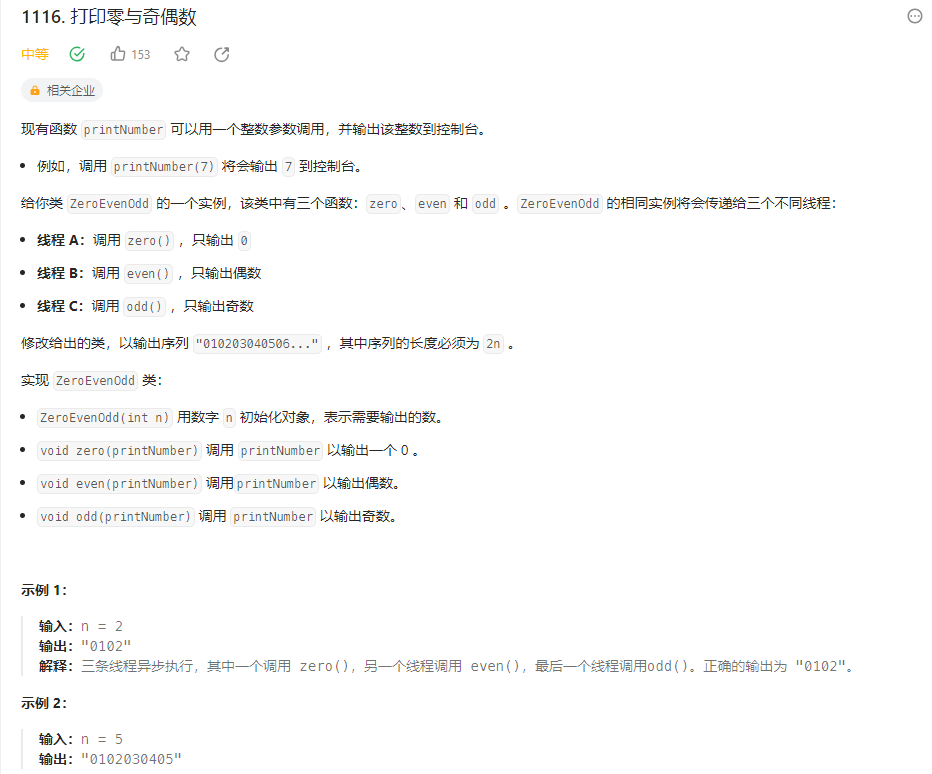 1116. 打印零与奇偶数
中等 153
相关企业
现有函数 printNumber 可以用一个整数参数调用，并输出该整数到控制台。
• 例如，调用 printNumber(7) 将会输出 7 到控制台。
给你类 ZeroEvenOdd 的一个实例，该类中有三个函数：zero、even 和 odd 。ZeroEvenOdd 的相同实例将会传递给三个不同线程：
• 线程 A：调用 zero() ，只输出 0
• 线程 B：调用 even() ，只输出偶数
• 线程 C：调用 odd() ，只输出奇数
修改给出的类，以输出序列 "010203040506..." ，其中序列的长度必须为 2n 。
实现 ZeroEvenOdd 类：
• ZeroEvenOdd(int n) 用数字 n 初始化对象，表示需要输出的数。
• void zero(printNumber) 调用 printNumber 以输出一个 0 。
• void even(printNumber) 调用printNumber 以输出偶数。
• void odd(printNumber) 调用 printNumber 以输出奇数。
示例 1：
输入：n = 2
输出："0102"
解释：三条线程异步执行，其中一个调用 zero()，另一个线程调用 even()，最后一个线程调用odd()。正确的输出为 "0102"。
示例 2：
输入：n = 5
输出："0102030405"